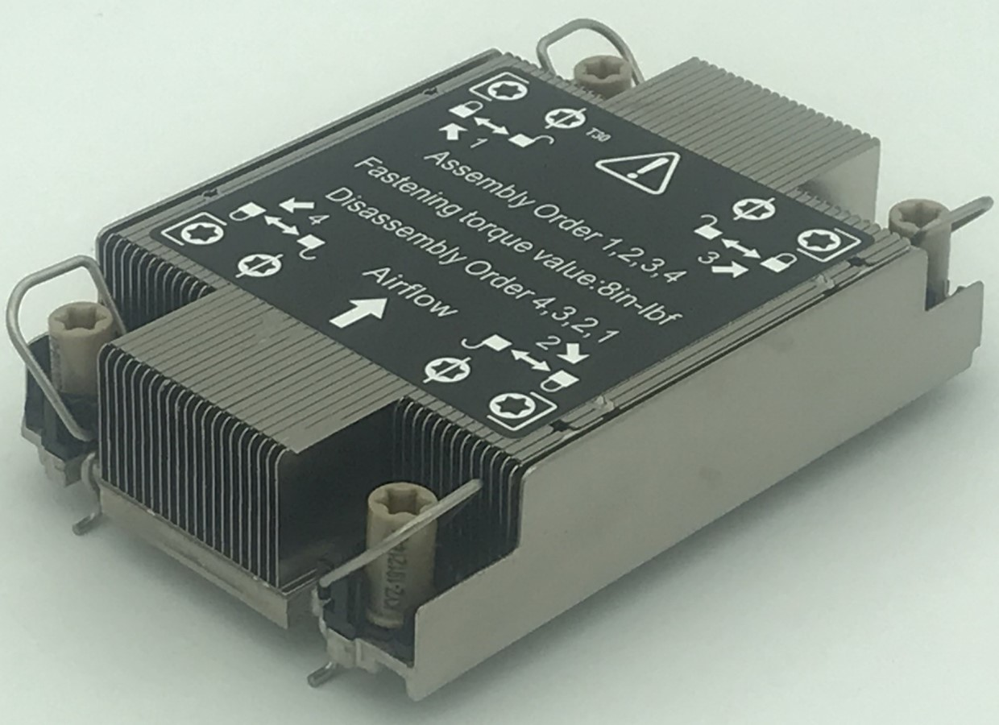 T30
1
Assembly Order 1,2,3,4
Fastening torque value:8in-lbf
Disassembly Order 4,3,2,1
4
3
Airflow
2